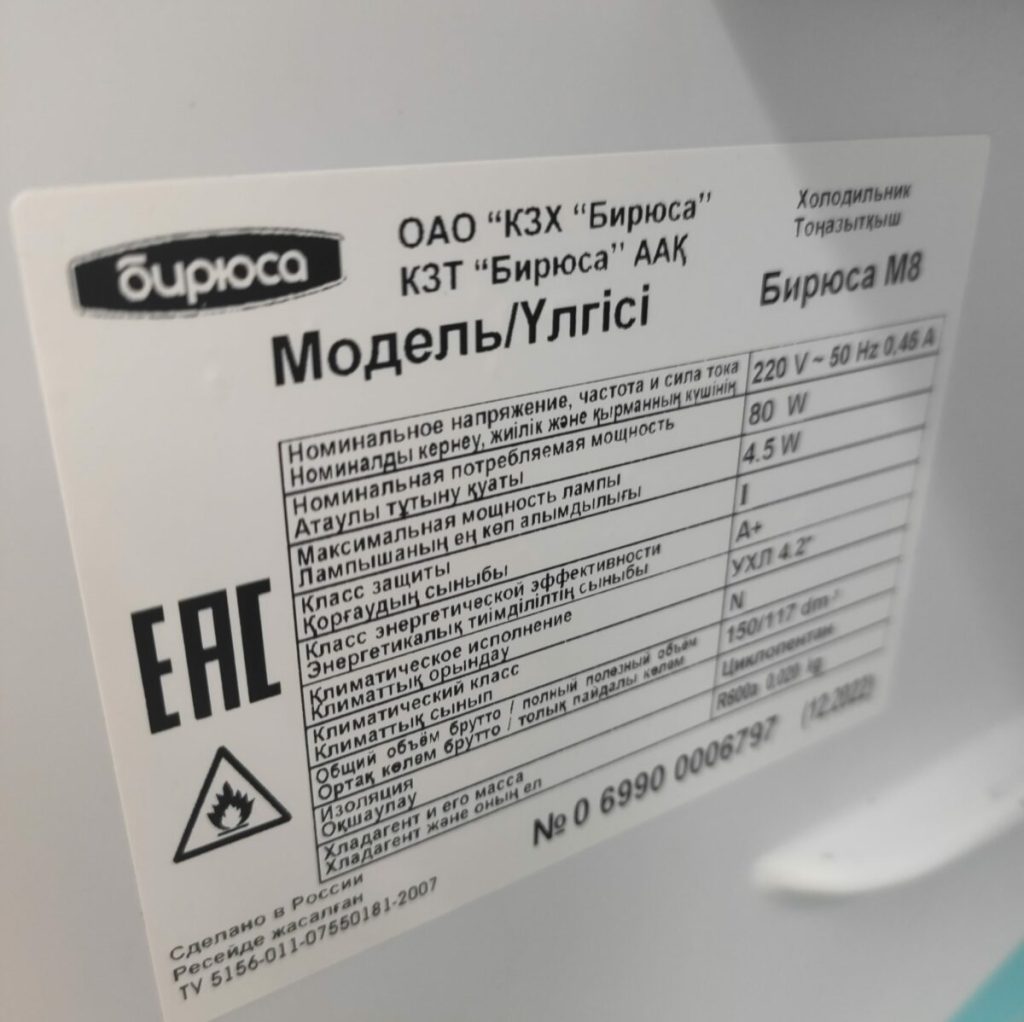 бирюса
ОАО “КЗХ “Бирюса”
КЗТ “Бирюса” ААҚ
Холодильник
Тоңазытқыш
Модель/Үлгісі
Бирюса М8
Номинальное напряжение, частота и сила тока
Номиналды кернеу, жиілік және қырманның күшінің
220 V ~ 50 Hz 0,46 A
Номинальная потребляемая мощность
Атаулы тұтыну қуаты
80 W
Максимальная мощность лампы
Лампышаның ең көп алымдылығы
4.5 W
Класс защиты
Қорғаудың сыныбы
I
Класс энергетической эффективности
Энергетикалық тиімділілтің сыныбы
A+
Климатическое исполнение
Климаттық орындау
УХЛ 4.2*
Климатический класс
Климаттық сынып
N
Общий объём брутто / полный полезный объём
Ортақ көлем брутто / толық пайдалы көлем
150/117 dm³
Изоляция
Оқшаулау
Циклопентан
Хладагент и его масса
Хладагент және оның ел
R600a 0,020 kg
ЕАС
№ 0 6990 0006797 (12.2022)
Сделано в России
Ресейде жасалған
ТУ 5156-011-07550181-2007